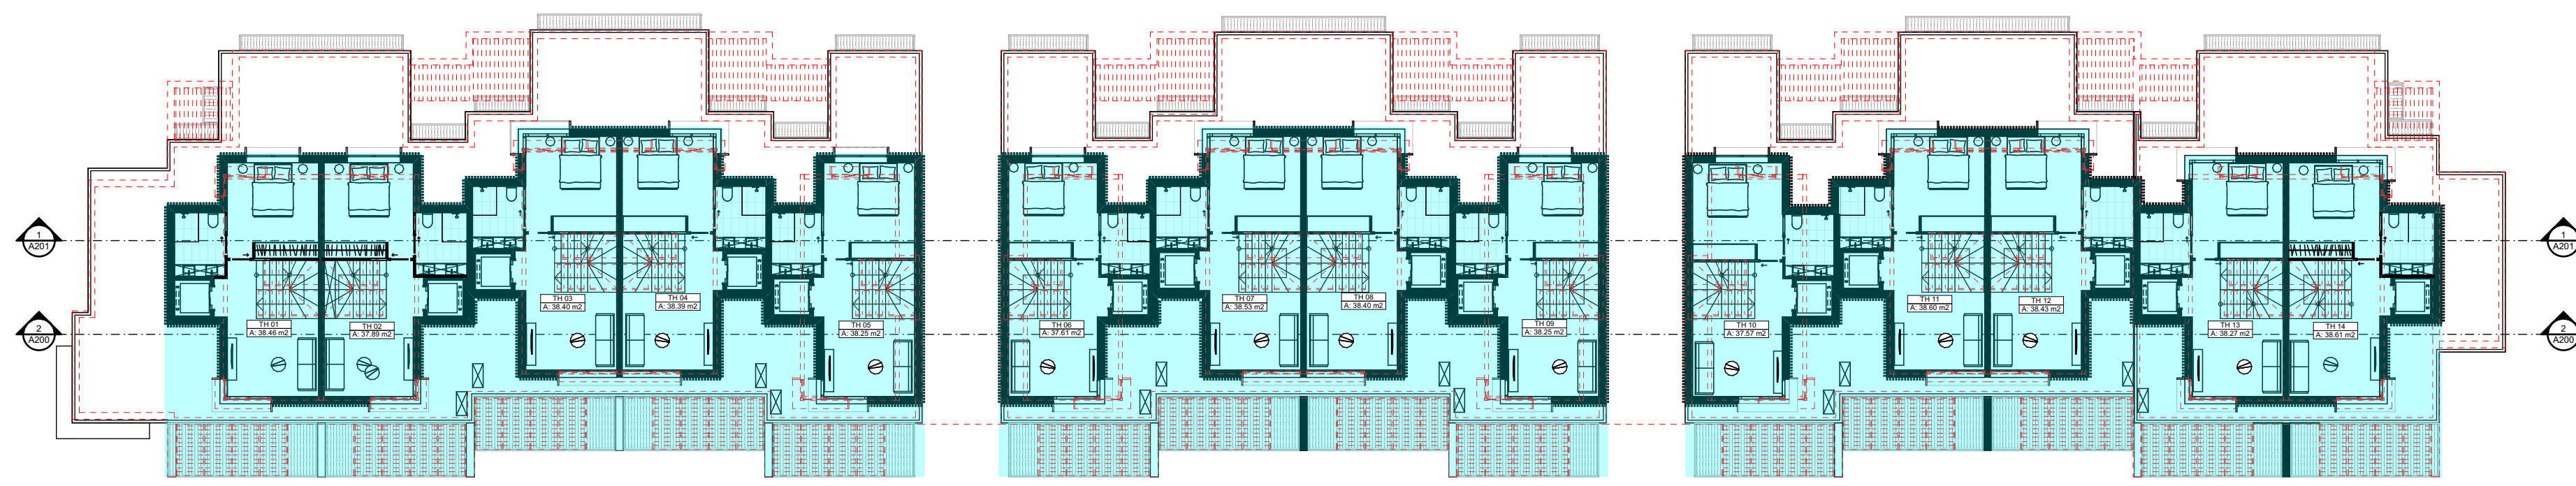 1
A201
2
A200
TH 01
A: 38.46 m2
TH 02
A: 37.89 m2
TH 03
A: 38.40 m2
TH 04
A: 38.39 m2
TH 05
A: 38.25 m2
TH 06
A: 37.61 m2
TH 07
A: 38.53 m2
TH 08
A: 38.40 m2
TH 09
A: 38.25 m2
TH 10
A: 37.57 m2
TH 11
A: 38.60 m2
TH 12
A: 38.43 m2
TH 13
A: 38.27 m2
TH 14
A: 38.61 m2
1
A201
2
A200